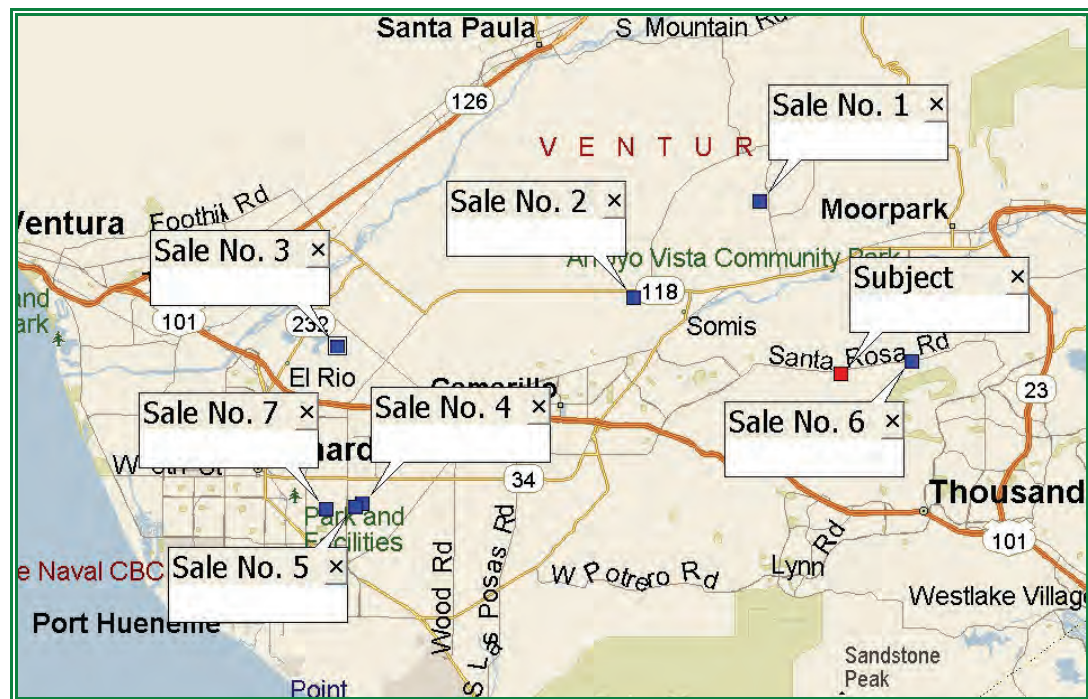 Santa Paula
S Mountain Rd
126
Sale No. 1 ×
V E N T U R
Sale No. 2 ×
Moorpark
Foothill Rd
Ventura
Sale No. 3 ×
Arroyo Vista Community Park
Subject ×
118
101
232
Somis
Santa Rosa Rd
El Rio
Camarillo
23
Sale No. 7 ×
Sale No. 4 ×
Sale No. 6 ×
nard
34
Thousand
Park and
Facilities
101
Lynn Rd
e Naval CBC
Sale No. 5 ×
Wood Rd
S Las Posas Rd
W Potrero Rd
Westlake Village
Port Hueneme
Sandstone
Peak
Point